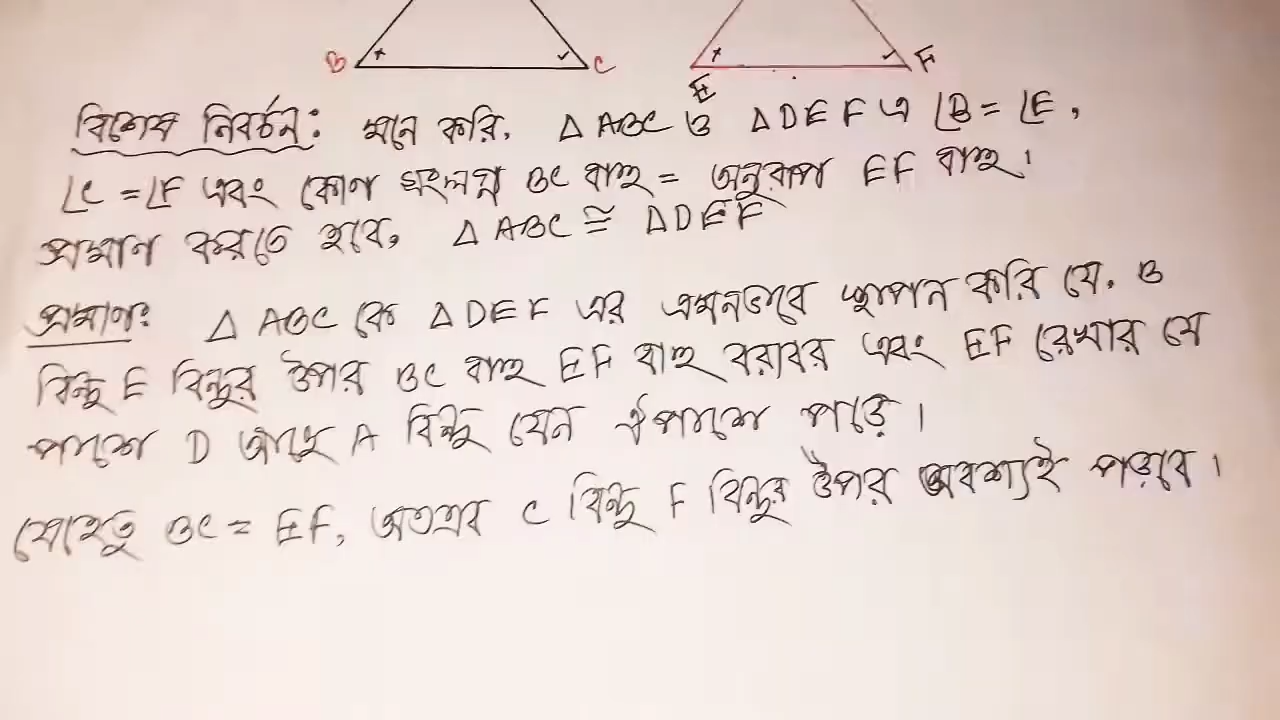 B C E F
বিশেষ নির্বচন: মনে করি, Δ ABC ও Δ DEF এ ∠B = ∠E,
∠C = ∠F এবং কোণ সংলগ্ন BC বাহু = অনুরূপ EF বাহু।
প্রমাণ করতে হবে, Δ ABC ≅ Δ DEF
প্রমাণঃ Δ ABC কে Δ DEF এর এমনভাবে স্থাপন করি যে, B
বিন্দু E বিন্দুর উপর BC বাহু EF বাহু বরাবর এবং EF রেখার যে
পাশে D আছে A বিন্দু যেন ঐপাশে পড়ে।
যেহেতু BC = EF, অতএব C বিন্দু F বিন্দুর উপর অবশ্যই পড়বে।